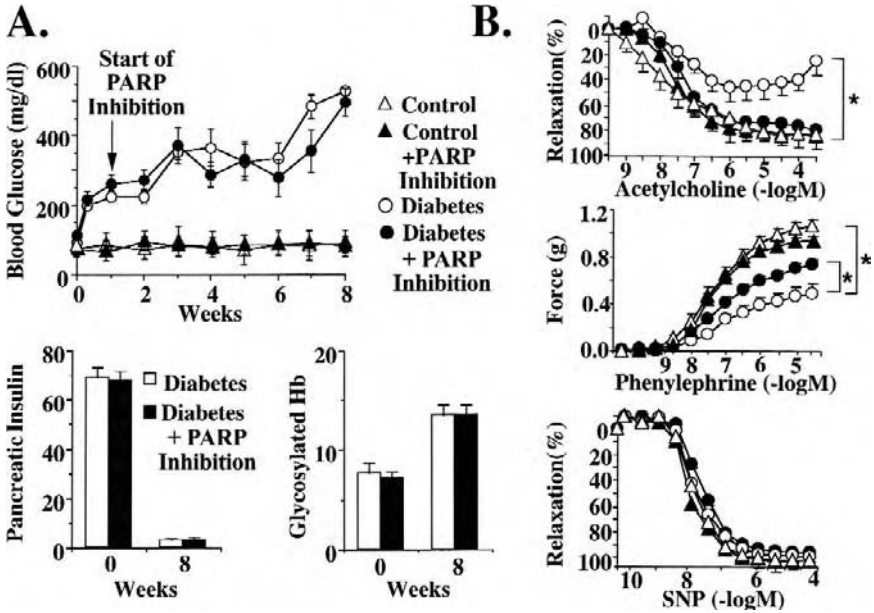 A.
Start of
PARP
Inhibition
Blood Glucose (mg/dl)
600
400
200
0
0
2
4
6
8
Weeks
Control
Control
+PARP
Inhibition
Diabetes
Diabetes
+ PARP
Inhibition
Pancreatic Insulin
80
60
40
20
0
0
8
Weeks
Diabetes
Diabetes
+ PARP
Inhibition
Glycosylated Hb
20
10
0
0
8
Weeks
B.
Relaxation(%)
0
20
40
60
80
100
9
8
7
6
5
4
Acetylcholine (-logM)
*
Force (g)
1.2
0.8
0.4
0.0
9
8
7
6
5
Phenylephrine (-logM)
*
*
Relaxation(%)
0
20
40
60
80
100
10
8
6
4
SNP (-logM)